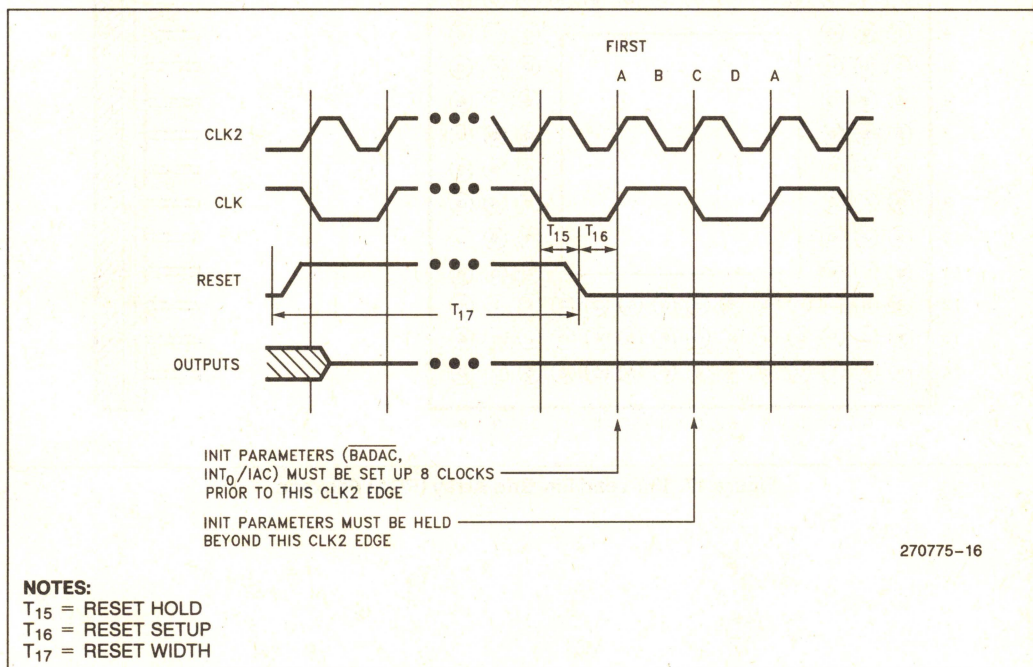 FIRST
A B C D A
CLK2
CLK
T15 T16
RESET
T17
OUTPUTS
INIT PARAMETERS (BADAC,
INT0/IAC) MUST BE SET UP 8 CLOCKS
PRIOR TO THIS CLK2 EDGE
INIT PARAMETERS MUST BE HELD
BEYOND THIS CLK2 EDGE
270775-16
NOTES:
T15 = RESET HOLD
T16 = RESET SETUP
T17 = RESET WIDTH